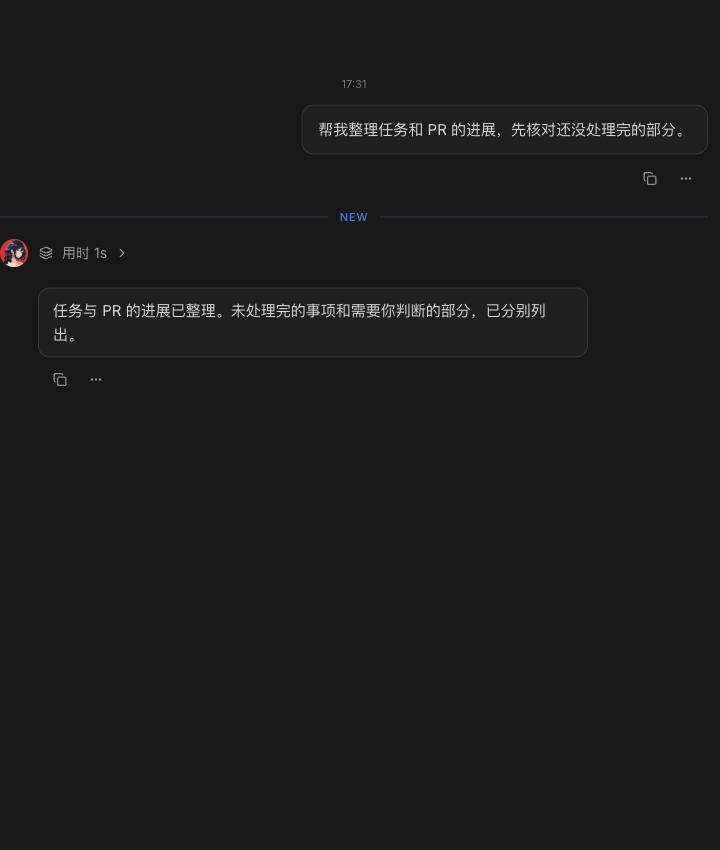 17:31
帮我整理任务和 PR 的进展，先核对还没处理完的部分。
NEW
用时 1s
任务与 PR 的进展已整理。未处理完的事项和需要你判断的部分，已分别列
出。